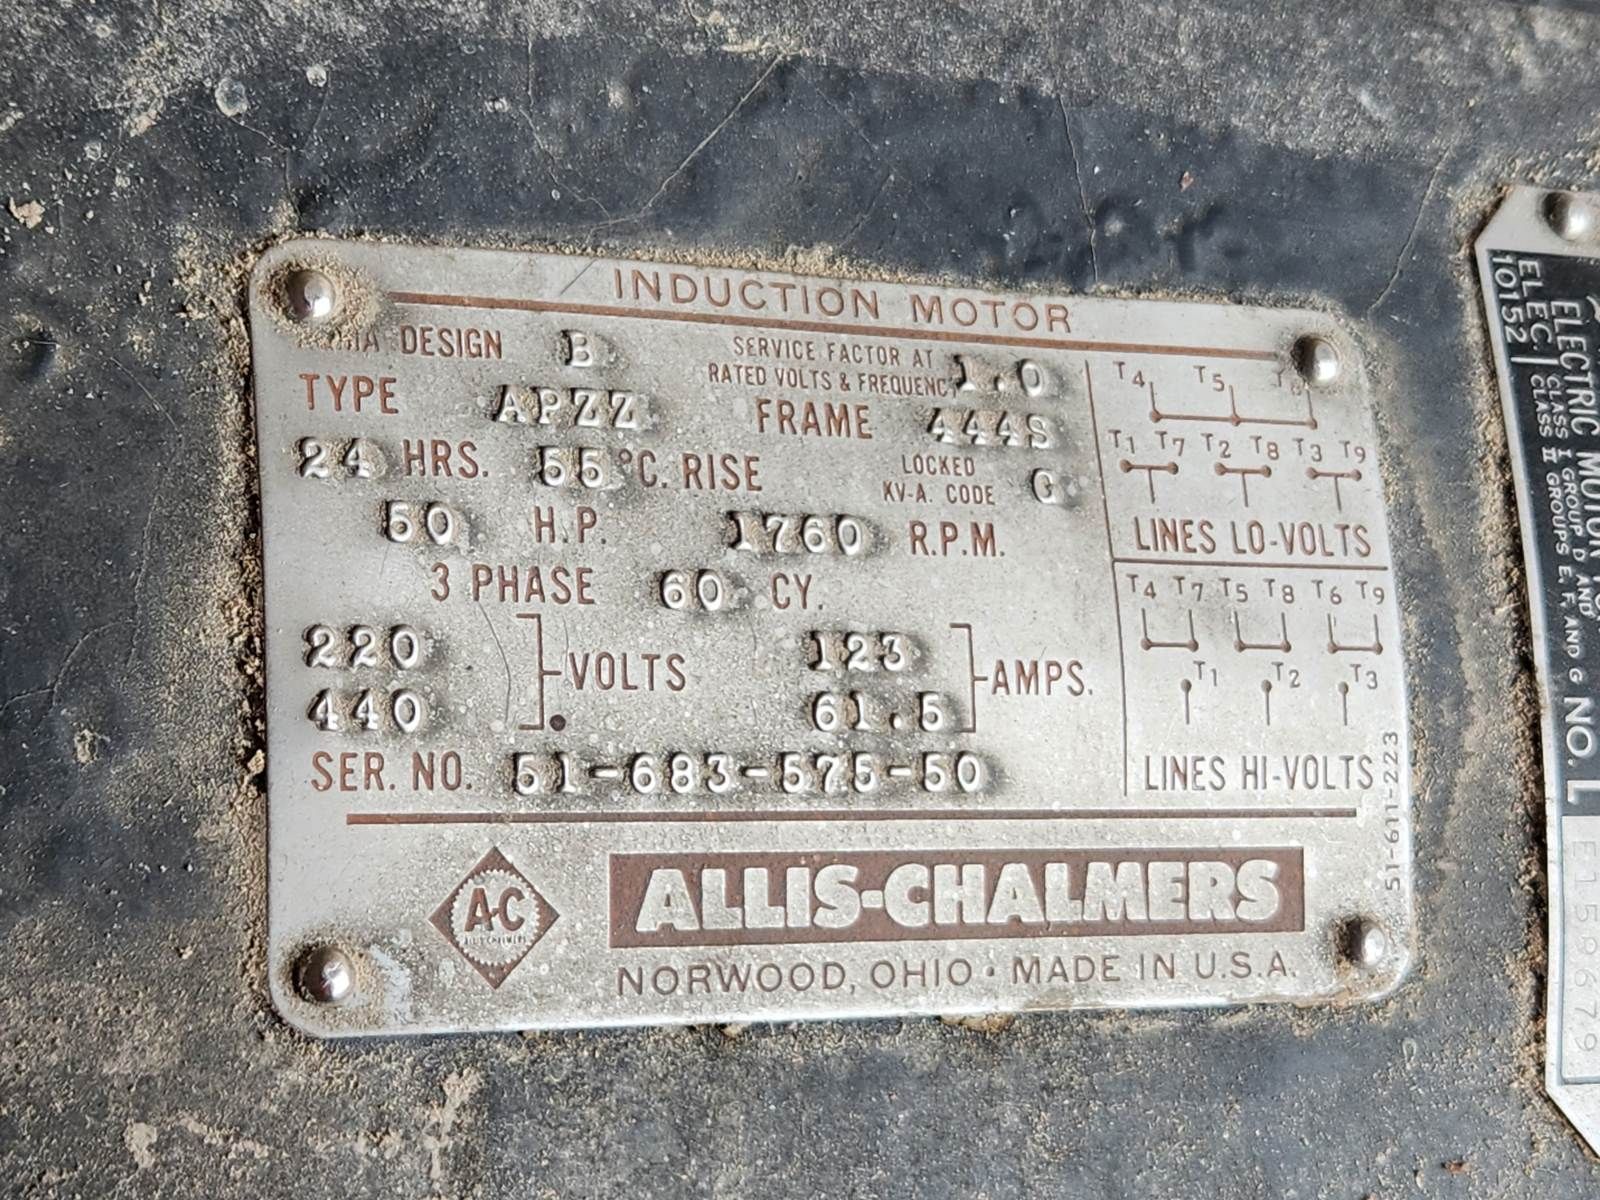 INDUCTION MOTOR
DESIGN B
SERVICE FACTOR AT
RATED VOLTS & FREQUENCY 1.0
TYPE APZZ
FRAME 444S
24 HRS. 55 °C. RISE
LOCKED
KV-A. CODE G
50 H.P. 1760 R.P.M.
3 PHASE 60 CY.
220
440
VOLTS
123
61.5
AMPS.
SER. NO. 51-683-575-50
T4 T5 T6
T1 T7 T2 T8 T3 T9
LINES LO-VOLTS
T4 T7 T5 T8 T6 T9
T1 T2 T3
LINES HI-VOLTS
51-611-223
A-C
ALLIS-CHALMERS
ALLIS-CHALMERS
NORWOOD, OHIO • MADE IN U.S.A.
ELECTRIC MOTOR
ELEC. CLASS I GROUP D AND
10152 CLASS II GROUPS E, F, AND G
NO. L
E15P679